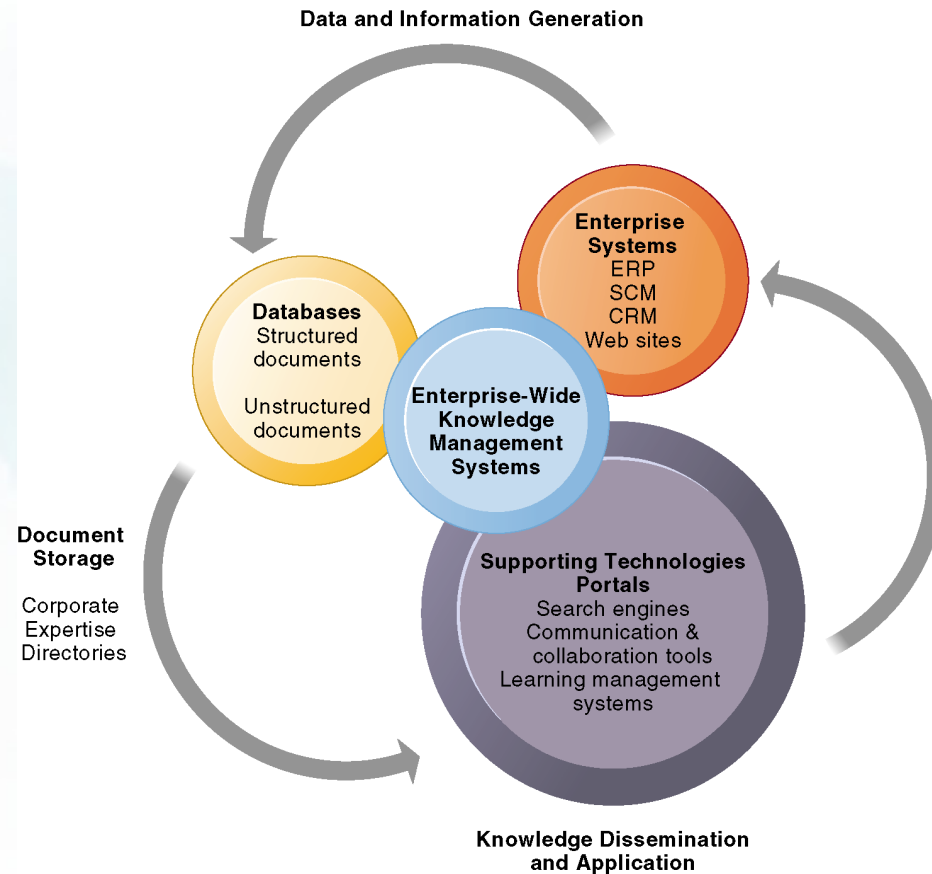 Data and Information Generation
Enterprise
Systems
ERP
SCM
CRM
Web sites
Databases
Structured
documents
Unstructured
documents
Enterprise-Wide
Knowledge
Management
Systems
Document
Storage
Corporate
Expertise
Directories
Supporting Technologies
Portals
Search engines
Communication &
collaboration tools
Learning management
systems
Knowledge Dissemination
and Application